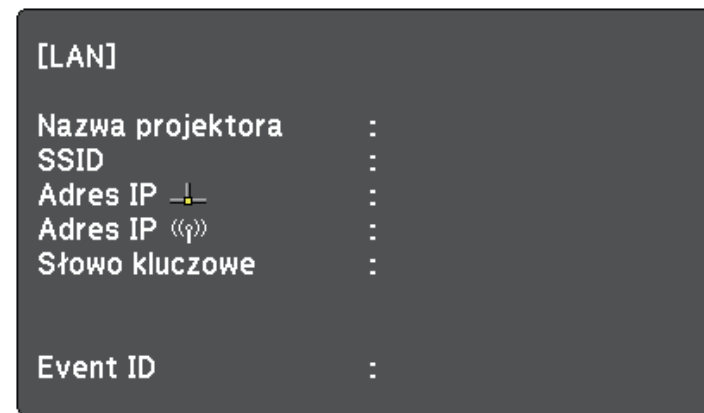 [LAN]
Nazwa projektora :
SSID :
Adres IP :
Adres IP :
Słowo kluczowe :
Event ID :